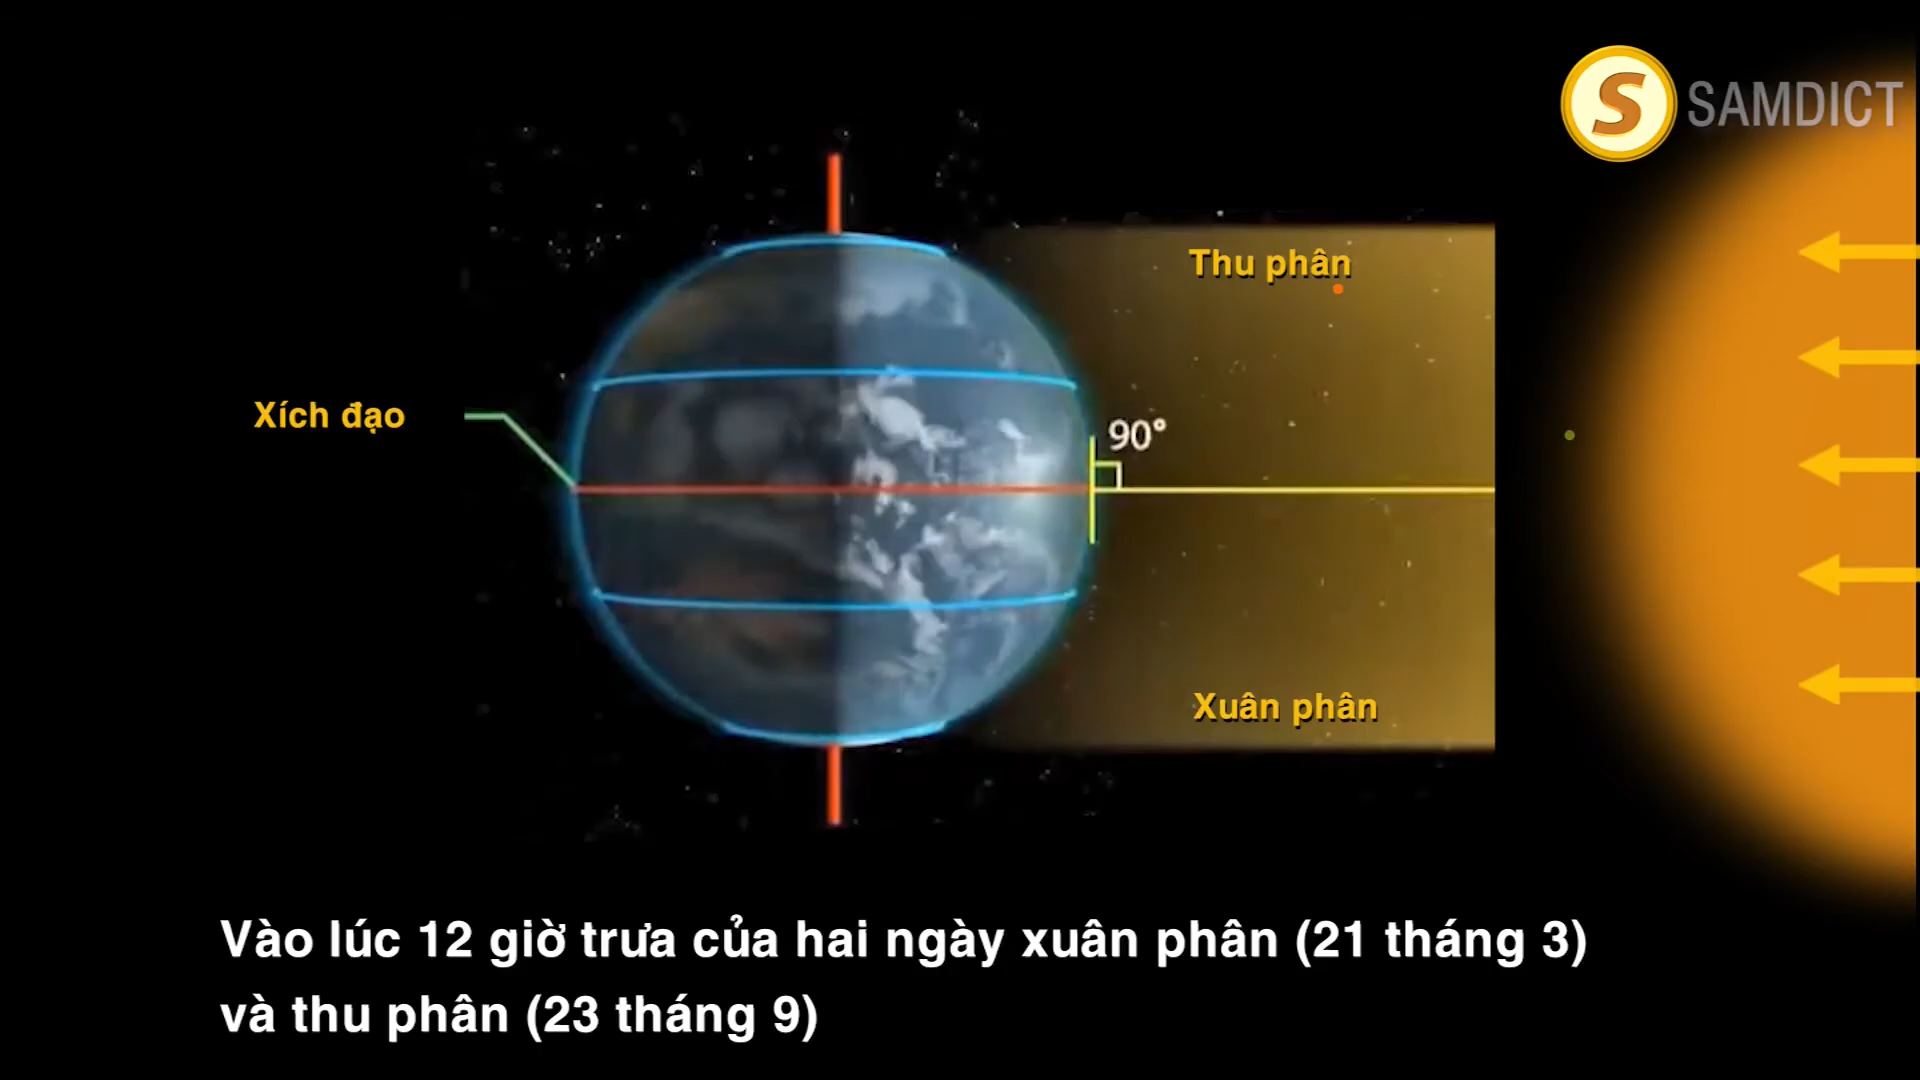 S SAMDICT
Thu phân
Xích đạo
90°
Xuân phân
Vào lúc 12 giờ trưa của hai ngày xuân phân (21 tháng 3)
và thu phân (23 tháng 9)